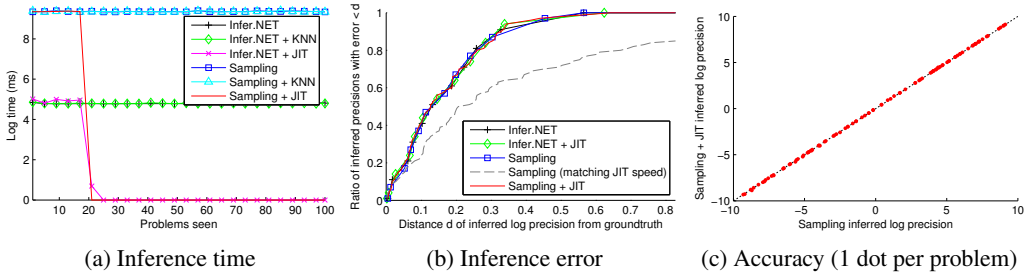 Log time (ms)
8
6
4
2
0
10 20 30 40 50 60 70 80 90 100
Problems seen
Infer.NET
Infer.NET + KNN
Infer.NET + JIT
Sampling
Sampling + KNN
Sampling + JIT
(a) Inference time
Ratio of inferred precisions with error < d
1
0.8
0.6
0.4
0.2
0
0 0.1 0.2 0.3 0.4 0.5 0.6 0.7 0.8
Distance d of inferred log precision from groundtruth
Infer.NET
Infer.NET + JIT
Sampling
Sampling (matching JIT speed)
Sampling + JIT
(b) Inference error
Sampling + JIT inferred log precision
10
5
0
−5
−10
−10 −5 0 5 10
Sampling inferred log precision
(c) Accuracy (1 dot per problem)